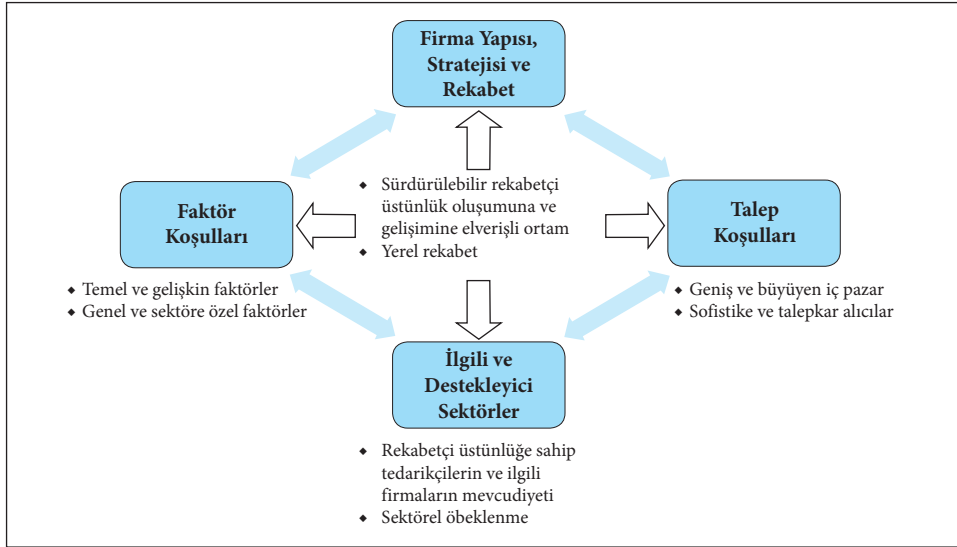 Firma Yapısı,
Stratejisi ve
Rekabet
Faktör
Koşulları
◆ Sürdürülebilir rekabetçi
üstünlük oluşumuna ve
gelişimine elverişli ortam
◆ Yerel rekabet
Talep
Koşulları
◆ Temel ve gelişkin faktörler
◆ Genel ve sektöre özel faktörler
◆ Geniş ve büyüyen iç pazar
◆ Sofistike ve talepkar alıcılar
İlgili ve
Destekleyici
Sektörler
◆ Rekabetçi üstünlüğe sahip
tedarikçilerin ve ilgili
firmaların mevcudiyeti
◆ Sektörel öbeklenme